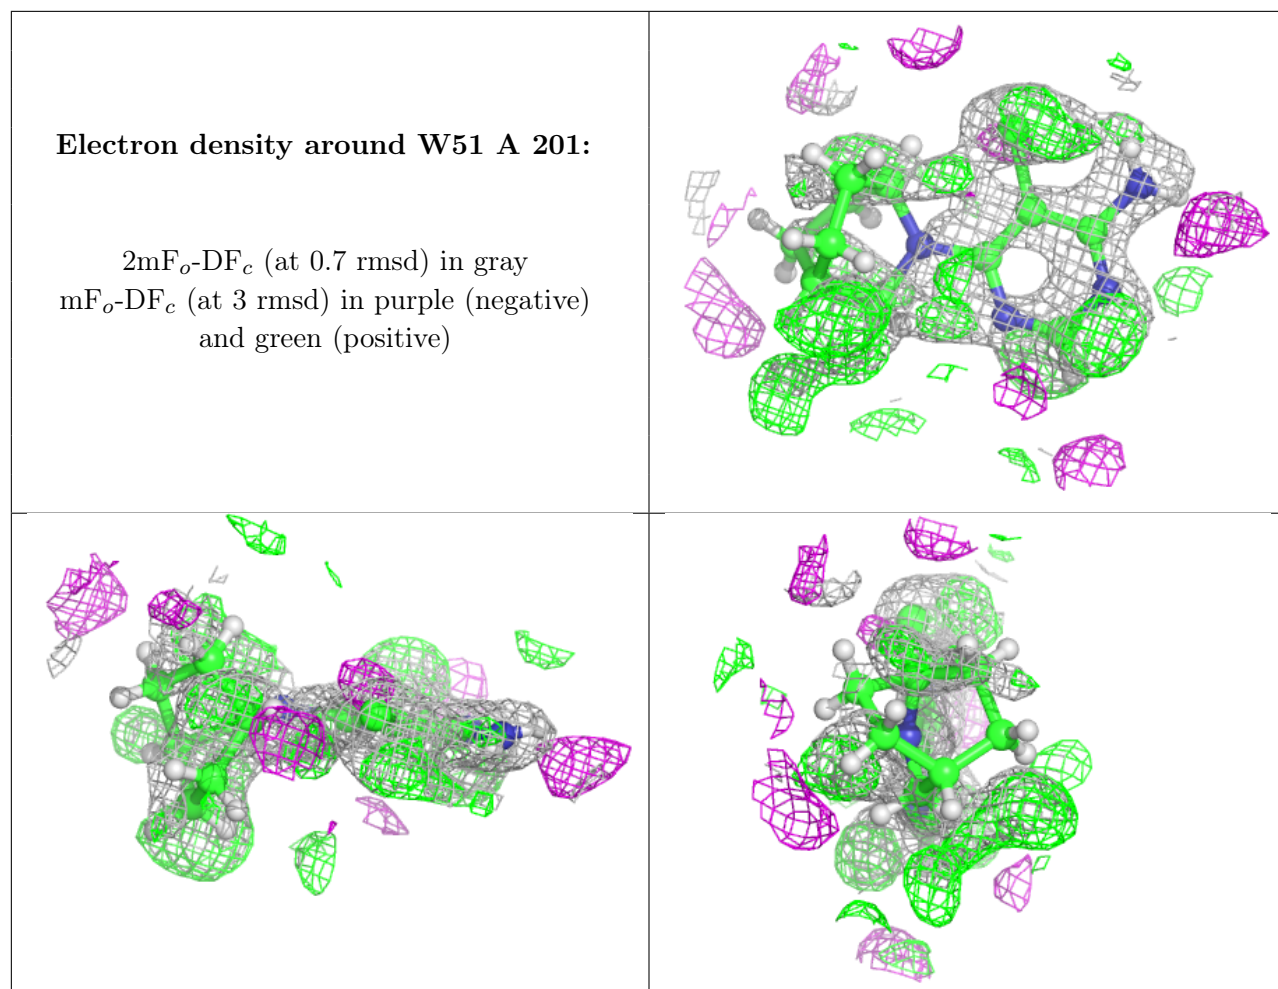 Electron density around W51 A 201:
2mFo-DFc (at 0.7 rmsd) in gray
mFo-DFc (at 3 rmsd) in purple (negative)
and green (positive)